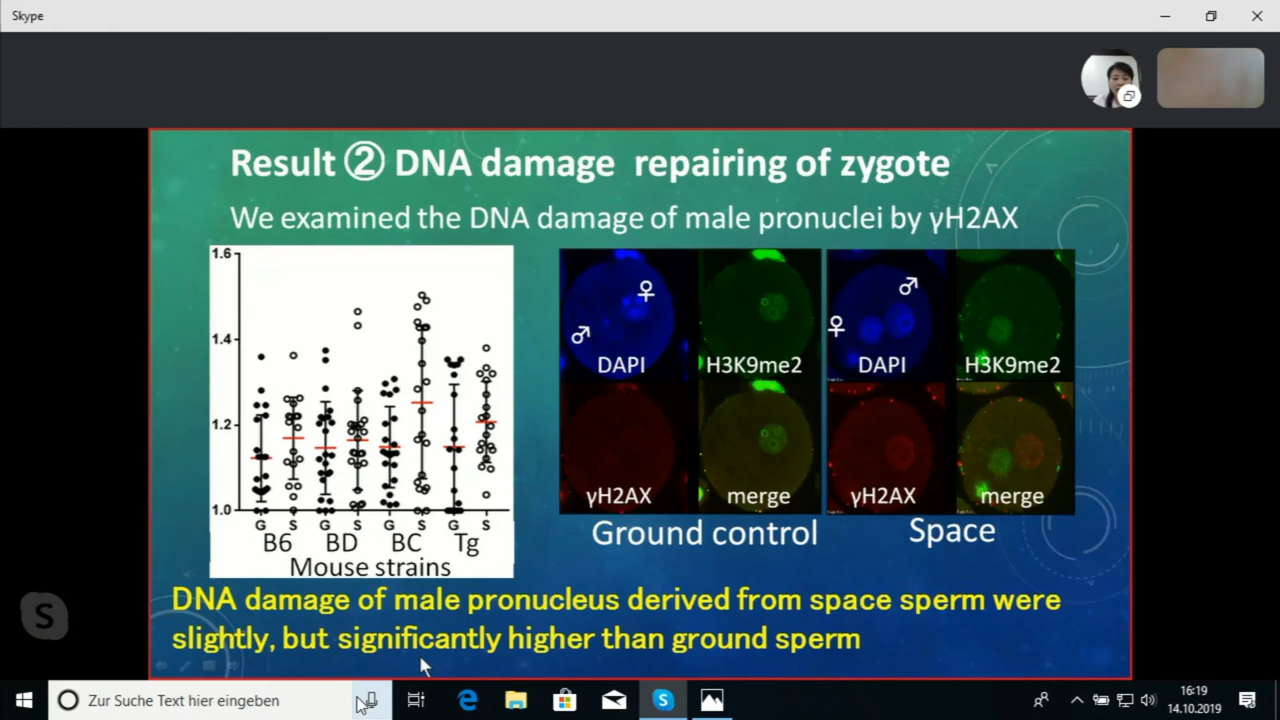 Skype
Result ② DNA damage repairing of zygote
We examined the DNA damage of male pronuclei by γH2AX
1.6
1.4
1.2
1.0
G S G S G S G S
B6 BD BC Tg
Mouse strains
♀
♂
DAPI
H3K9me2
γH2AX
merge
Ground control
♂
♀
DAPI
H3K9me2
γH2AX
merge
Space
DNA damage of male pronucleus derived from space sperm were
slightly, but significantly higher than ground sperm
S
Zur Suche Text hier eingeben
16:19
14.10.2019